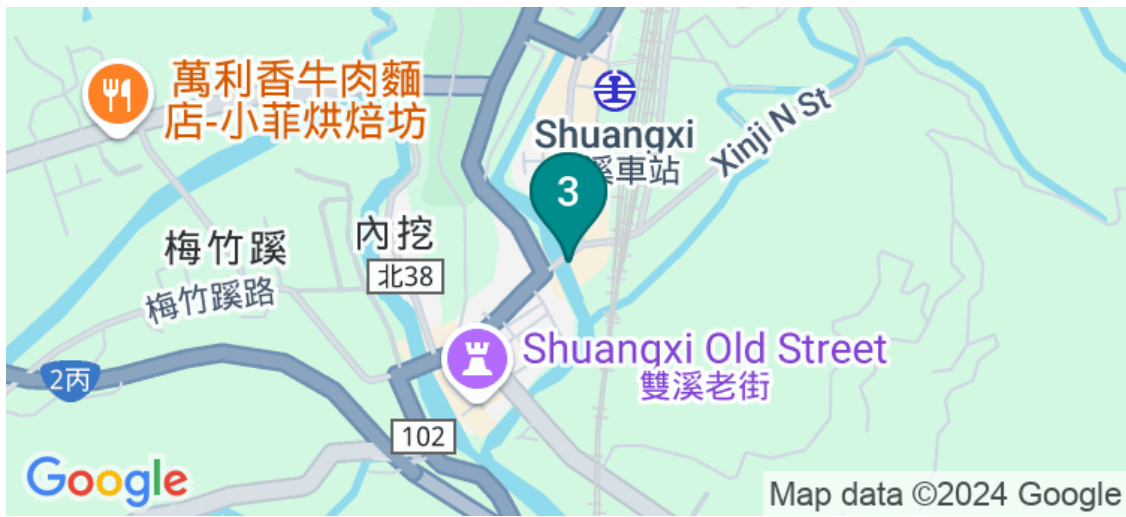 萬利香牛肉麵
店-小菲烘焙坊
Shuangxi
溪車站
Xinji N St
3
內挖
梅竹蹊
北38
梅竹蹊路
Shuangxi Old Street
雙溪老街
2丙
102
Google
Map data ©2024 Google